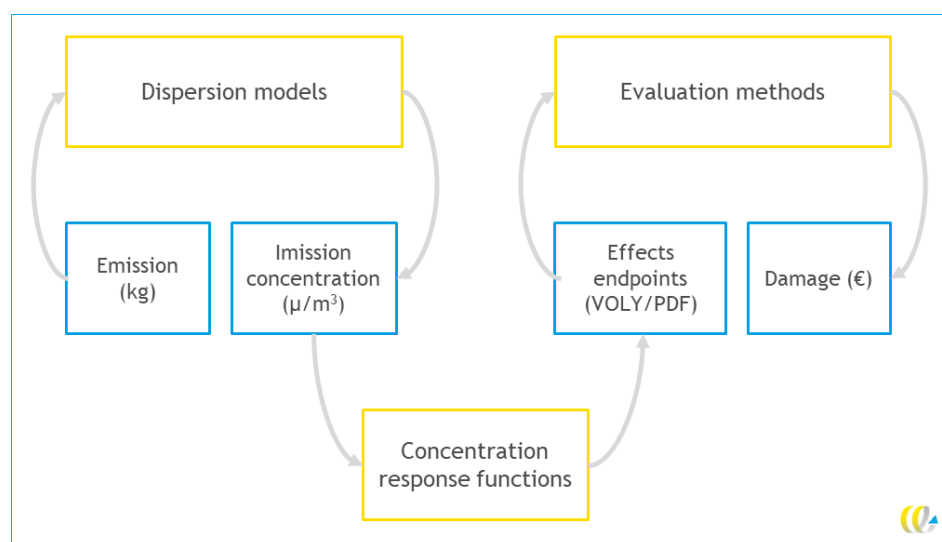 Dispersion models
Evaluation methods
Emission
(kg)
Imission
concentration
(µ/m³)
Effects
endpoints
(VOLY/PDF)
Damage (€)
Concentration
response functions